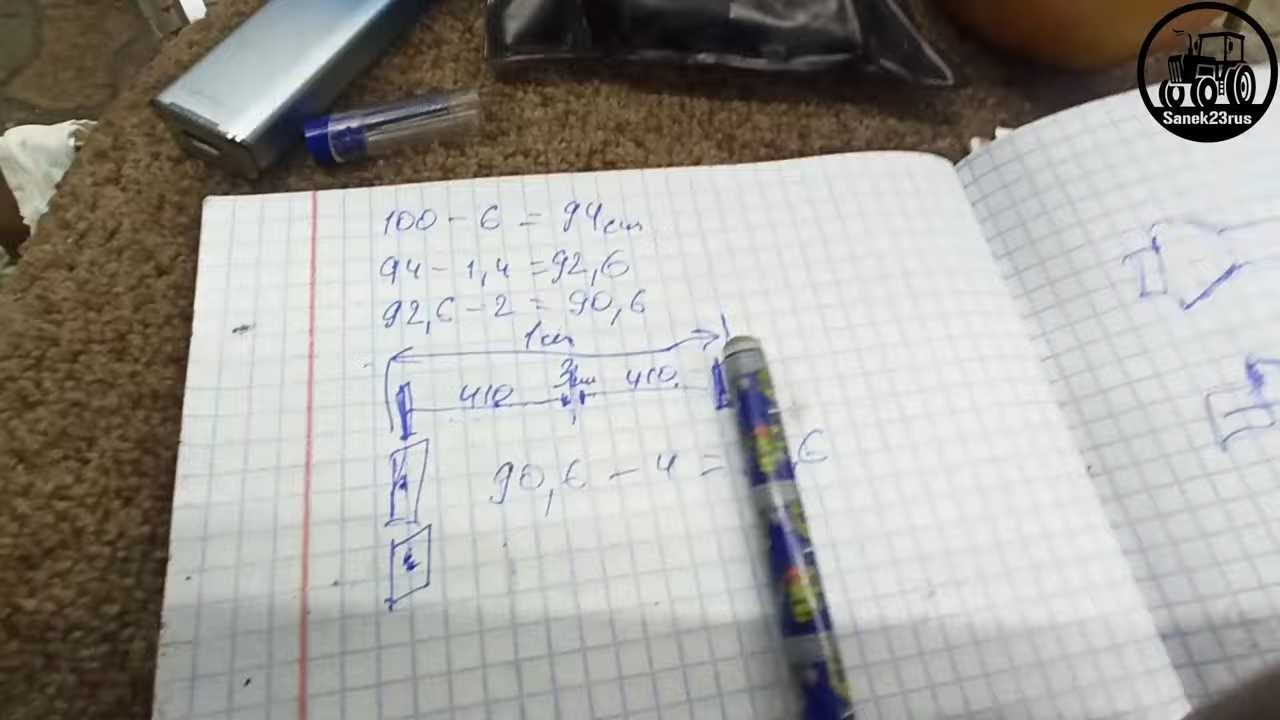 Sanek23rus
100 - 6 = 94см
94 - 1,4 = 92,6
92,6 - 2 = 90,6
1см
410 3мм 410
90,6 - 4 = ,6